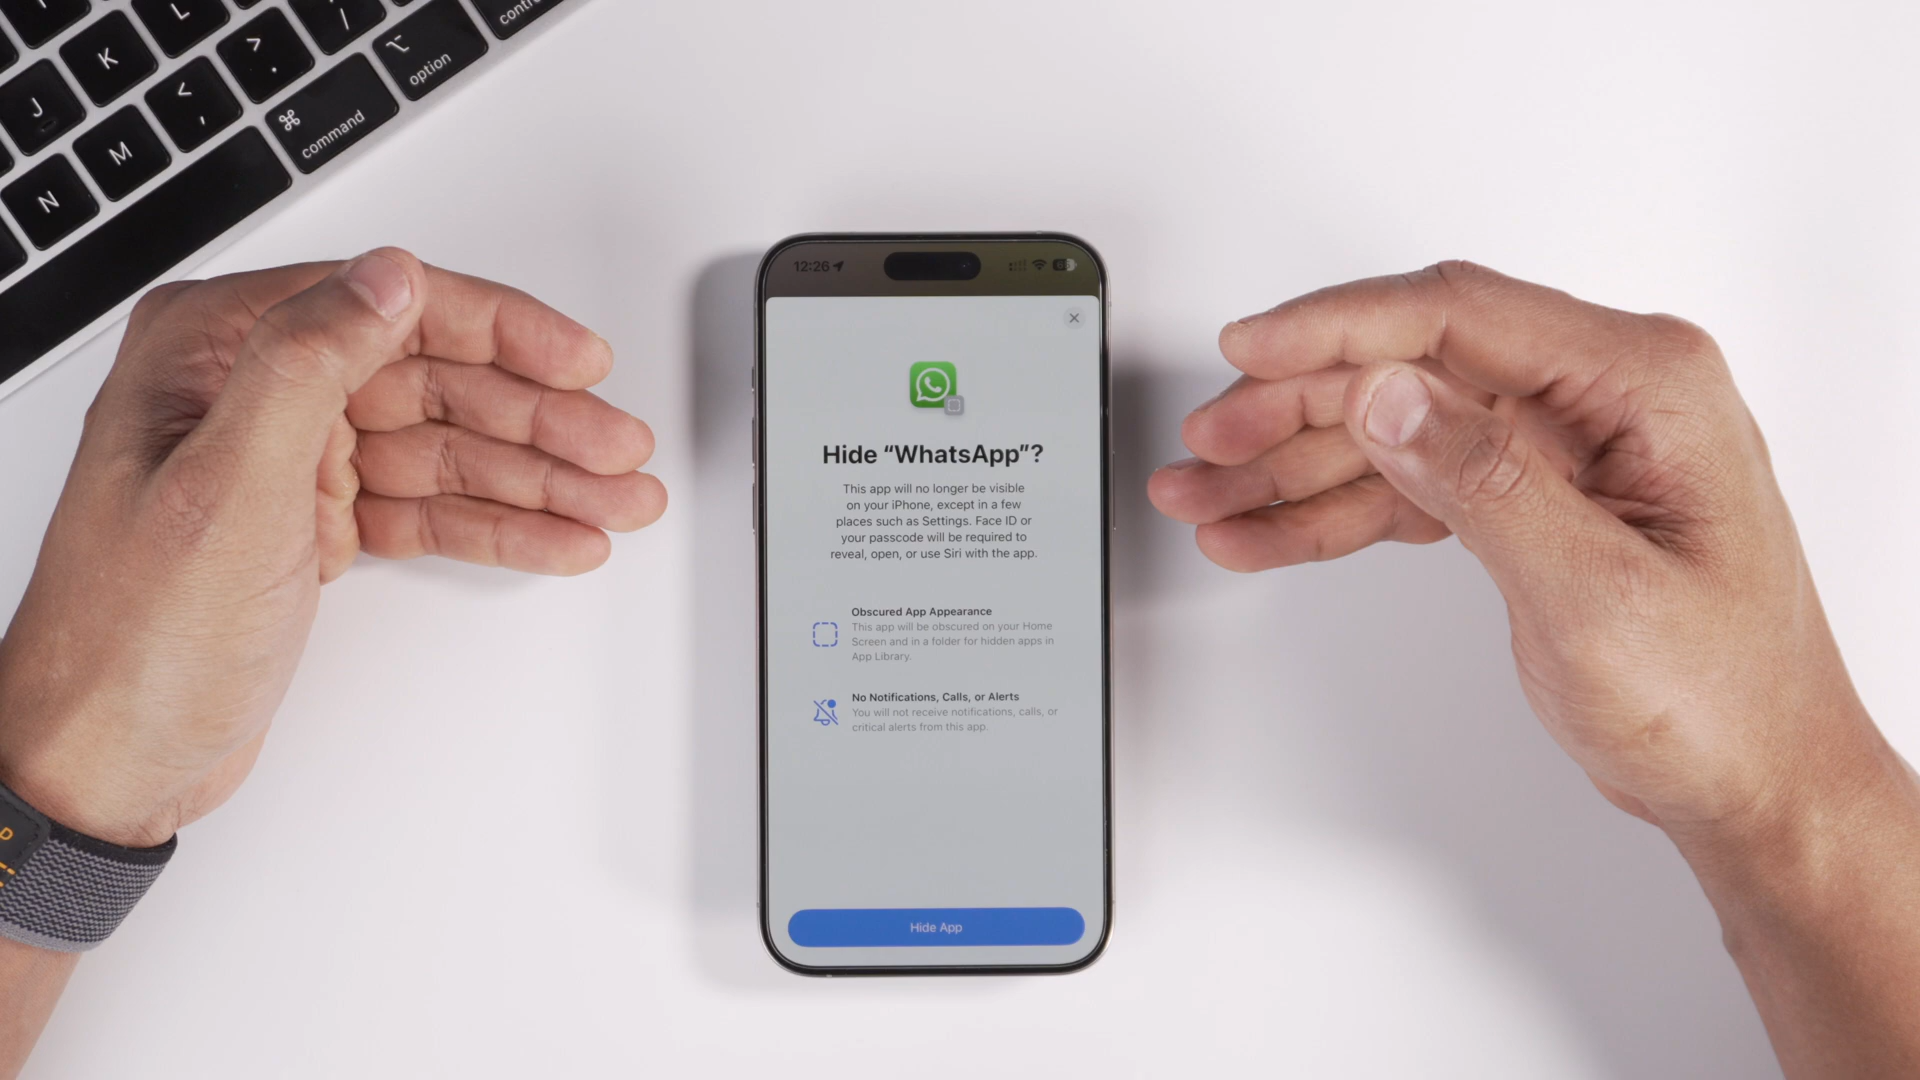 L
K
J
>
.
<
,
M
N
?
/
⌥
option
⌘
command
12:26
Hide “WhatsApp”?
This app will no longer be visible
on your iPhone, except in a few
places such as Settings. Face ID or
your passcode will be required to
reveal, open, or use Siri with the app.
Obscured App Appearance
This app will be obscured on your Home
Screen and in a folder for hidden apps in
App Library.
No Notifications, Calls, or Alerts
You will not receive notifications, calls, or
critical alerts from this app.
Hide App
D